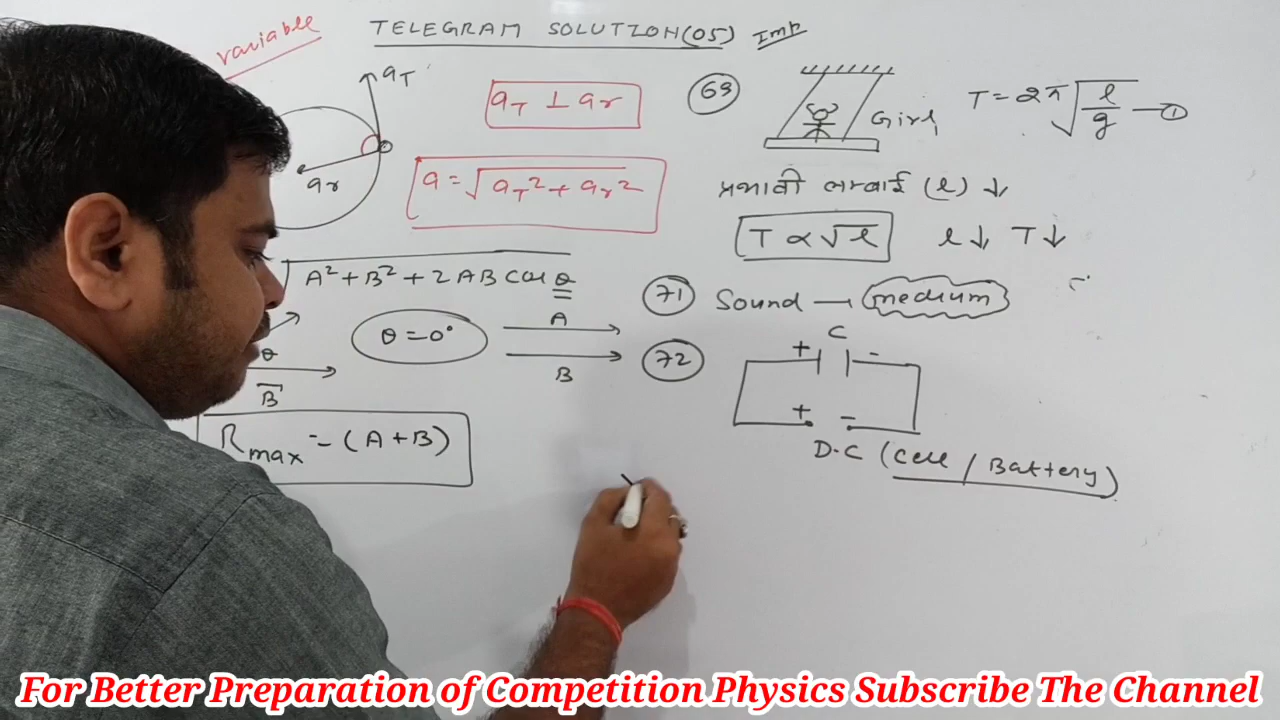 variable
TELEGRAM SOLUTION(05) Imp
aT
ar
aT ⊥ ar
a = √aT² + ar²
√A² + B² + 2AB Cos θ
θ
B
θ = 0°
A
B
Rmax = (A + B)
69
Girl
T = 2π√l/g —①
प्रभावी लम्बाई (l) ↓
T ∝ √l l↓ T↓
71 Sound → medium
72
C
+ -
+ -
D.C (Cell / Battery)
For Better Preparation of Competition Physics Subscribe The Channel